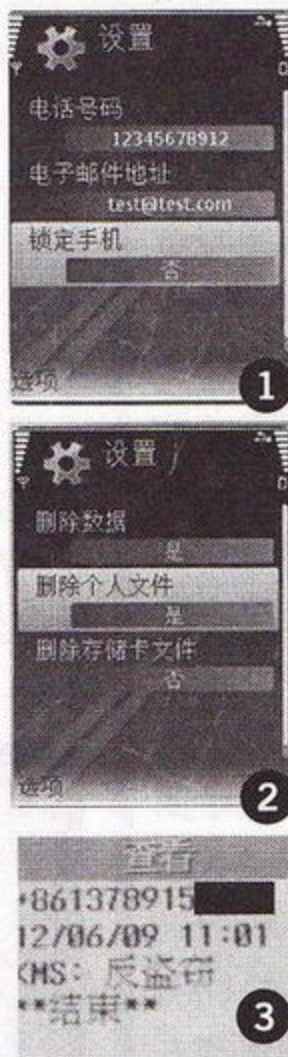 设置
电话号码
12345678912
电子邮件地址
test@test.com
锁定手机
否
选项
1
设置
删除数据
是
删除个人文件
是
删除存储卡文件
否
选项
2
查看
+861378915
12/06/09 11:01
KMS: 反盗窃
**结束**
3